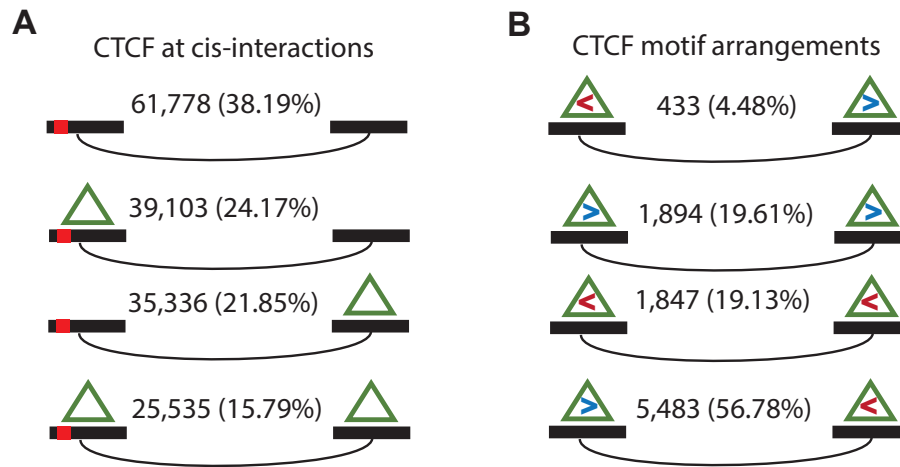 A
CTCF at cis-interactions
61,778 (38.19%)
39,103 (24.17%)
35,336 (21.85%)
25,535 (15.79%)
B
CTCF motif arrangements
< 433 (4.48%) >
> 1,894 (19.61%) >
< 1,847 (19.13%) <
> 5,483 (56.78%) <